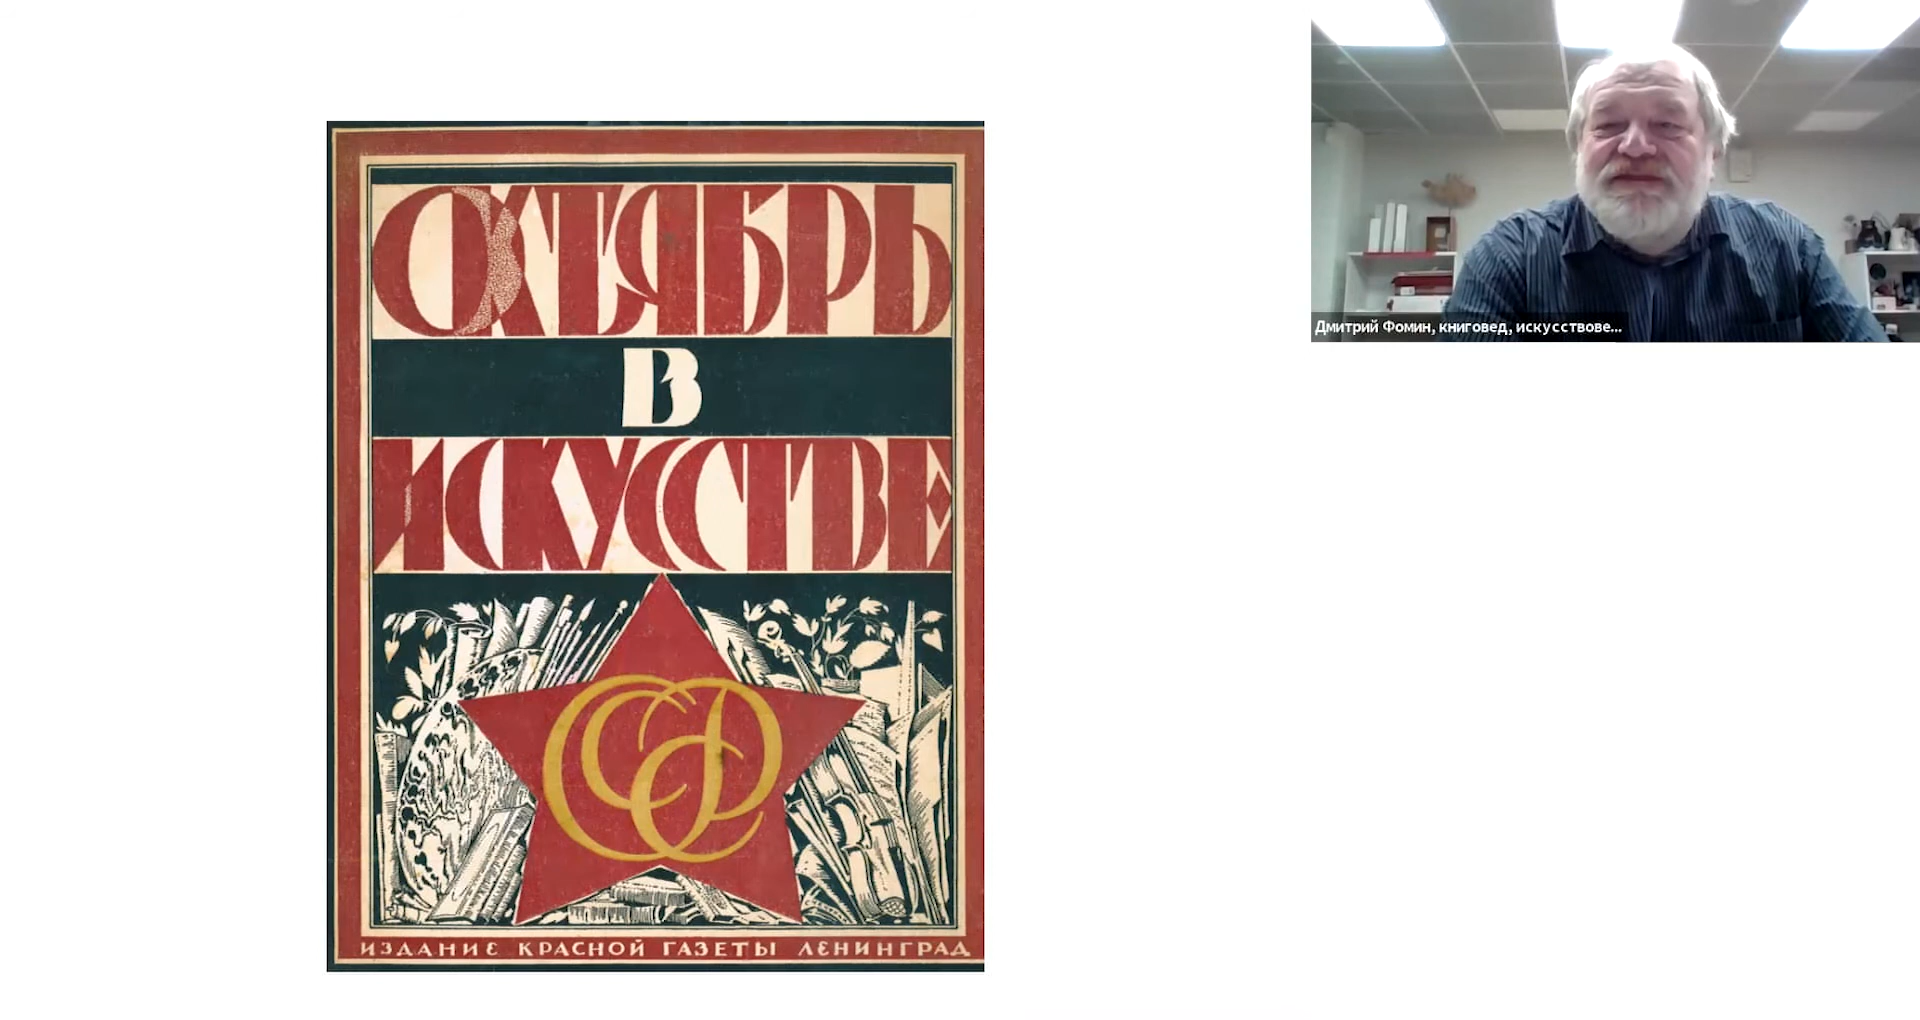 ОКТЯБРЬ
В
ИСКУССТВЕ
ИЗДАНИЕ КРАСНОЙ ГАЗЕТЫ ЛЕНИНГРАД
Дмитрий Фомин, книговед, искусствове...